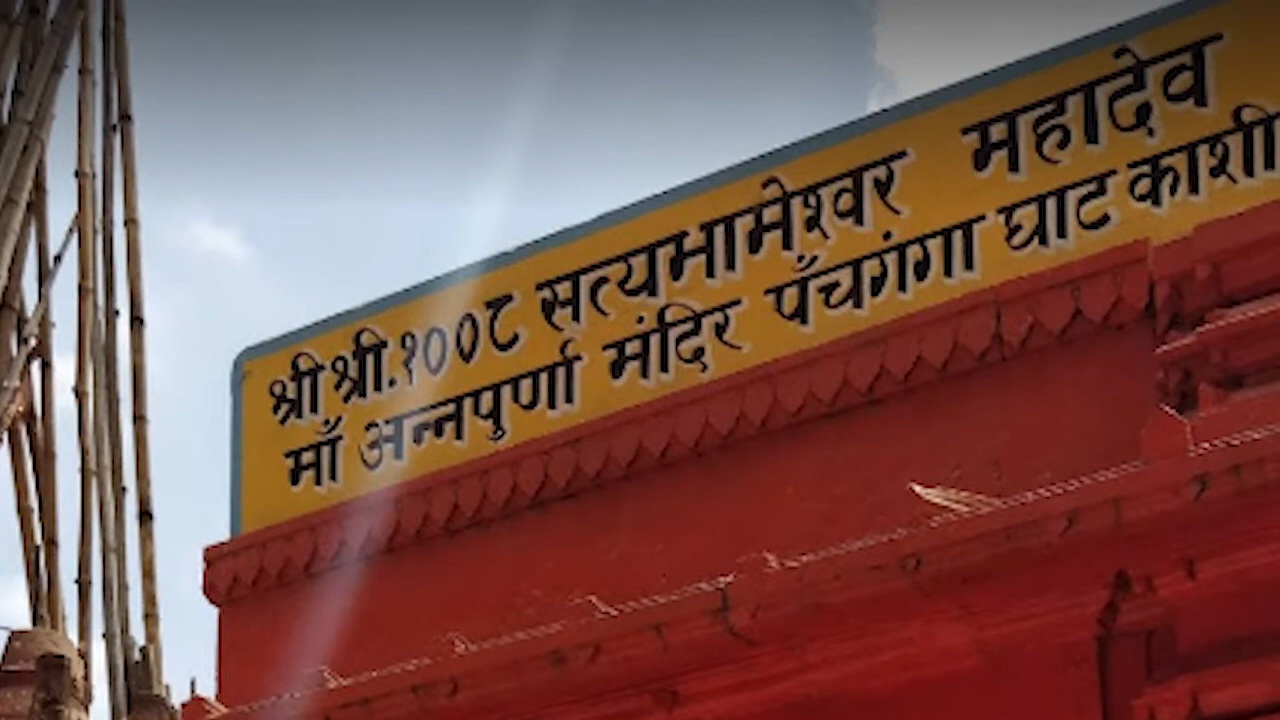 श्री श्री.१००८ सत्यभामेश्वर महादेव
माँ अन्नपुर्णा मंदिर पँचगंगा घाट काशी